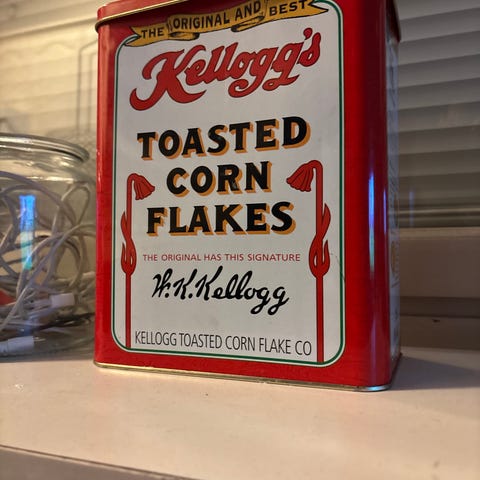 THE ORIGINAL AND BEST
Kellogg's
TOASTED
CORN
FLAKES
THE ORIGINAL HAS THIS SIGNATURE
W.K.Kellogg
KELLOGG TOASTED CORN FLAKE CO